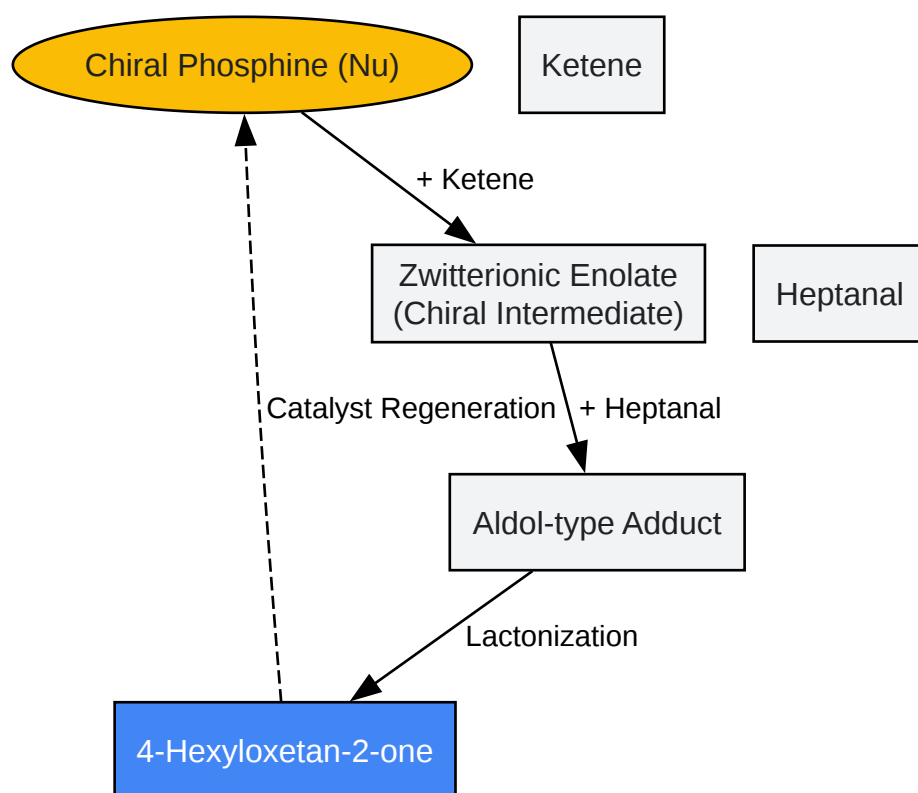 Chiral Phosphine (Nu)
Ketene
+ Ketene
Zwitterionic Enolate
(Chiral Intermediate)
Heptanal
Catalyst Regeneration
+ Heptanal
Aldol-type Adduct
Lactonization
4-Hexyloxetan-2-one